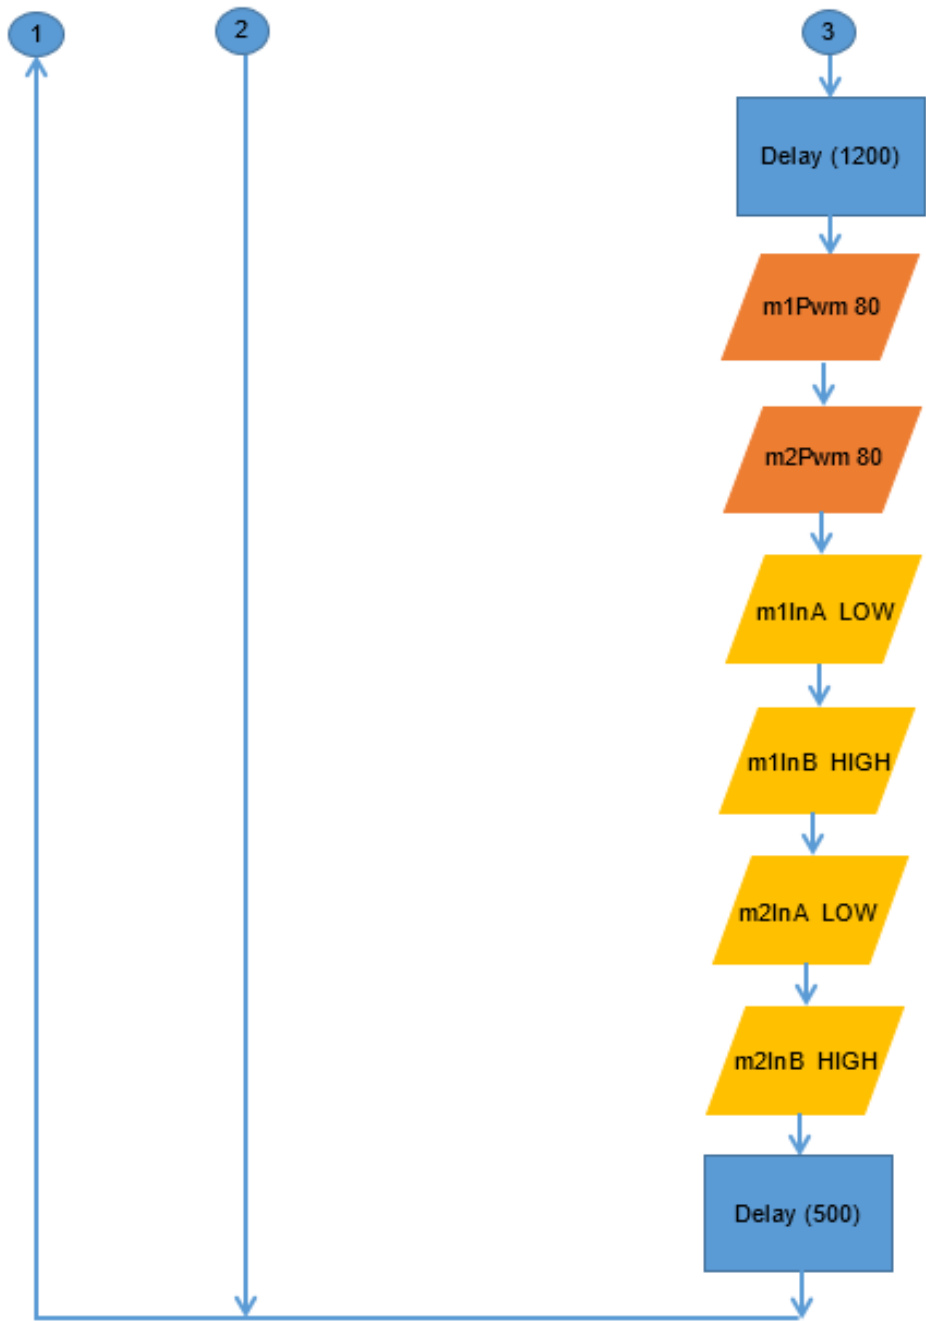 1
2
3
Delay (1200)
m1Pwm 80
m2Pwm 80
m1InA LOW
m1InB HIGH
m2InA LOW
m2InB HIGH
Delay (500)